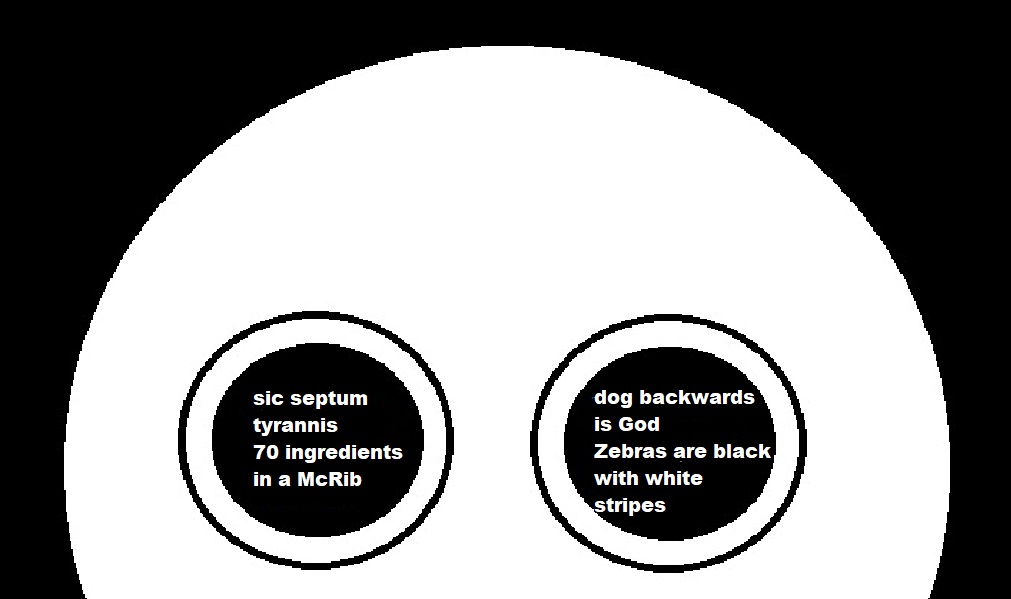 sic septum
tyrannis
70 ingredients
in a McRib
dog backwards
is God
Zebras are black
with white
stripes